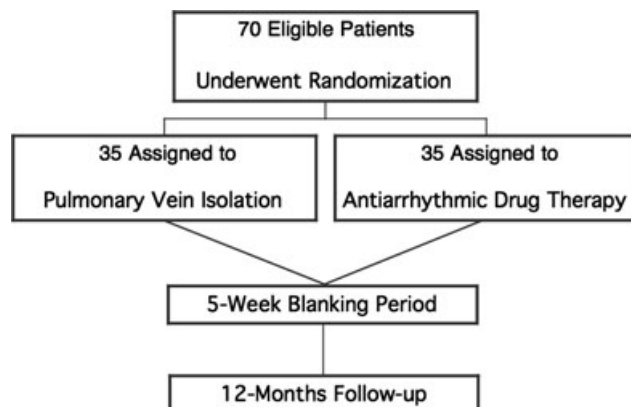 70 Eligible Patients
Underwent Randomization
35 Assigned to
Pulmonary Vein Isolation
35 Assigned to
Antiarrhythmic Drug Therapy
5-Week Blanking Period
12-Months Follow-up